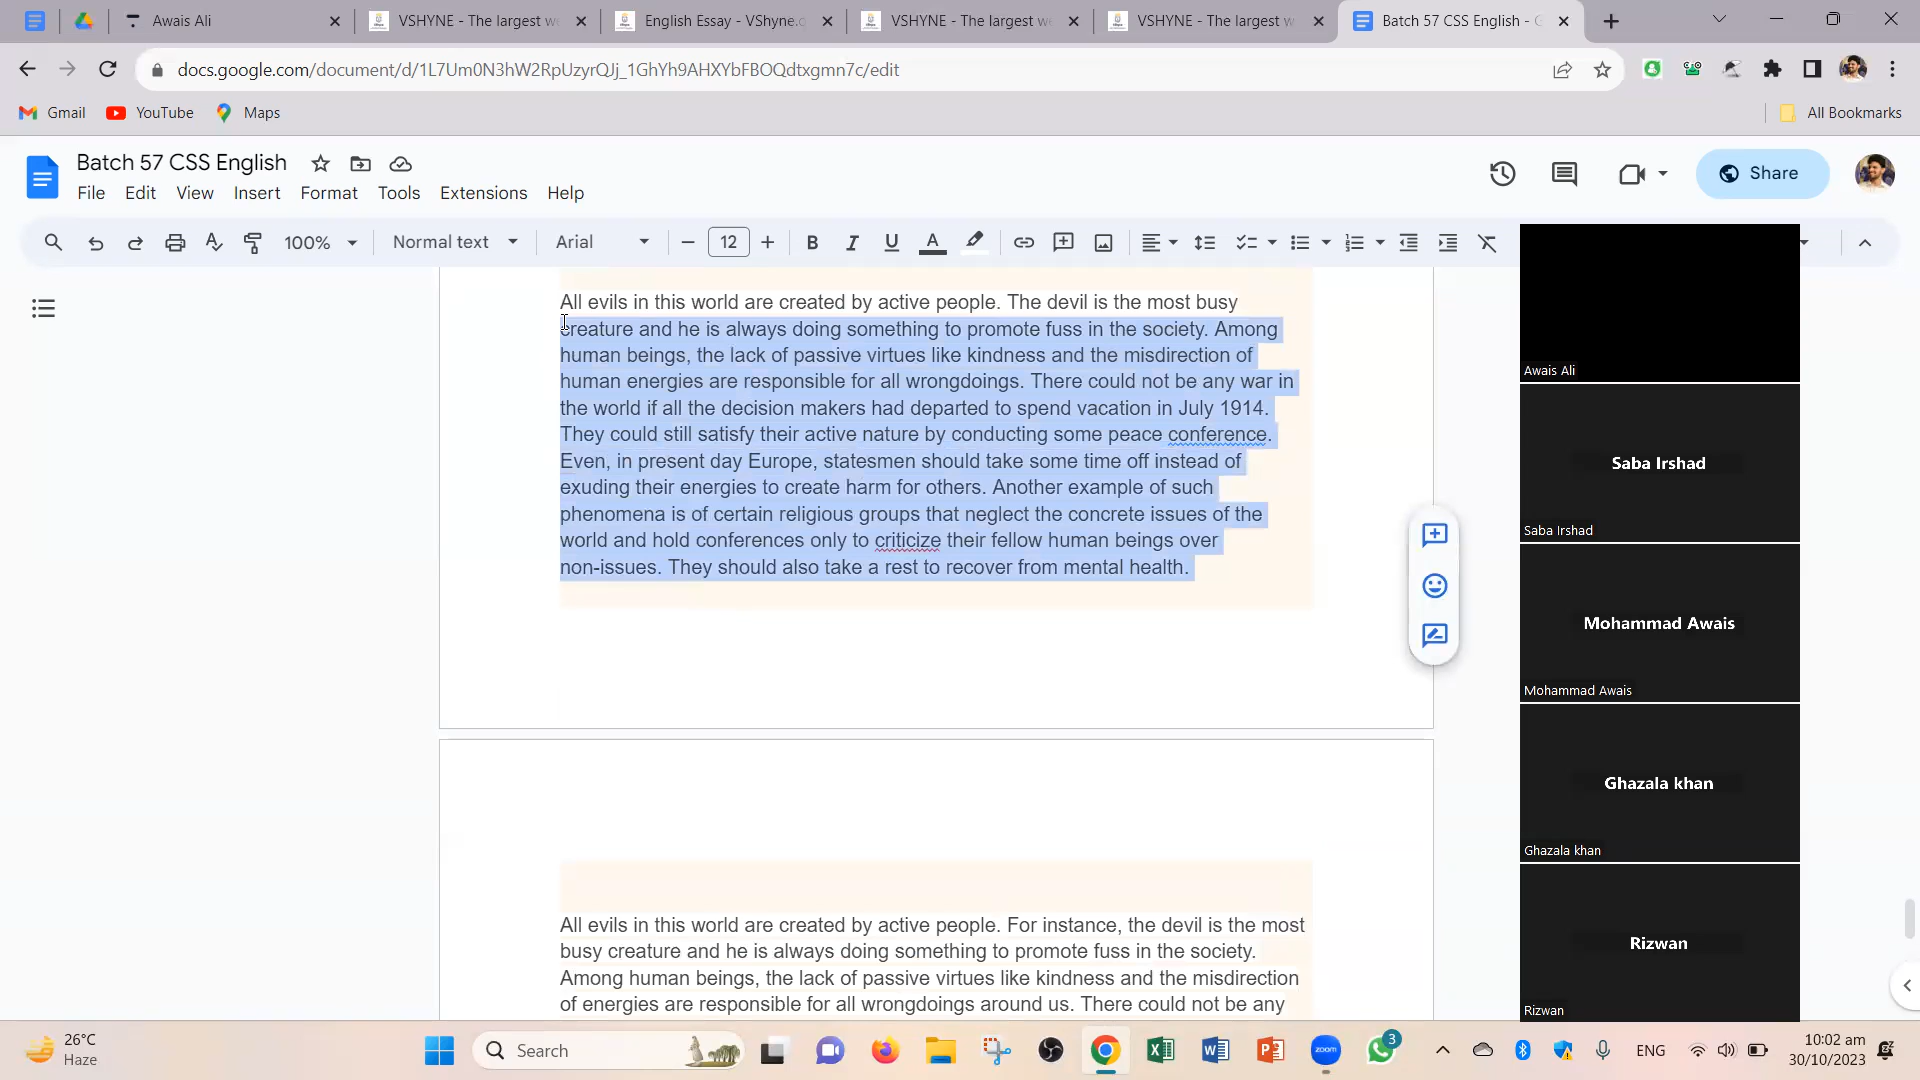 Awais Ali
VSHYNE - The largest w
English Essay - VShyne.
VSHYNE - The largest w
VSHYNE - The largest w
Batch 57 CSS English - G
docs.google.com/document/d/1L7Um0N3hW2RpUzyrQJj_1GhYh9AHXYbFBOQdtxgmn7c/edit
Gmail
YouTube
Maps
All Bookmarks
Batch 57 CSS English
File Edit View Insert Format Tools Extensions Help
Share
100%
Normal text
Arial
12
All evils in this world are created by active people. The devil is the most busy
creature and he is always doing something to promote fuss in the society. Among
human beings, the lack of passive virtues like kindness and the misdirection of
human energies are responsible for all wrongdoings. There could not be any war in
the world if all the decision makers had departed to spend vacation in July 1914.
They could still satisfy their active nature by conducting some peace conference.
Even, in present day Europe, statesmen should take some time off instead of
exuding their energies to create harm for others. Another example of such
phenomena is of certain religious groups that neglect the concrete issues of the
world and hold conferences only to criticize their fellow human beings over
non-issues. They should also take a rest to recover from mental health.
All evils in this world are created by active people. For instance, the devil is the most
busy creature and he is always doing something to promote fuss in the society.
Among human beings, the lack of passive virtues like kindness and the misdirection
of energies are responsible for all wrongdoings around us. There could not be any
Awais Ali
Saba Irshad
Saba Irshad
Mohammad Awais
Mohammad Awais
Ghazala khan
Ghazala khan
Rizwan
Rizwan
26°C
Haze
Search
zoom
3
ENG
10:02 am
30/10/2023